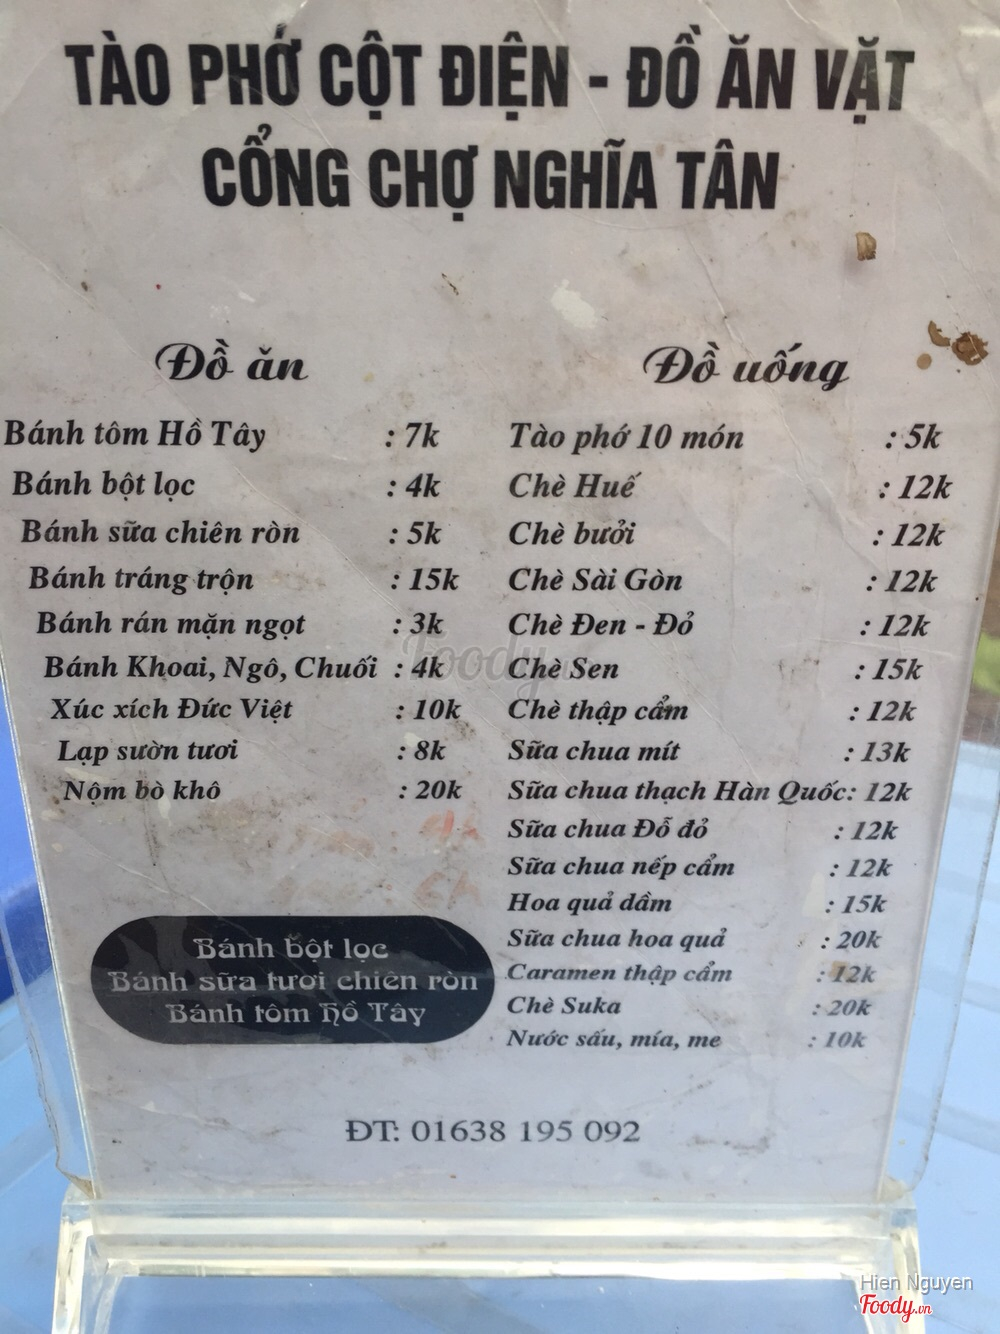 TÀO PHỚ CỘT ĐIỆN - ĐỒ ĂN VẶT
CỔNG CHỢ NGHĨA TÂN
Đồ ăn
Bánh tôm Hồ Tây : 7k
Bánh bột lọc : 4k
Bánh sữa chiên ròn : 5k
Bánh tráng trộn : 15k
Bánh rán mặn ngọt : 3k
Bánh Khoai, Ngô, Chuối : 4k
Xúc xích Đức Việt : 10k
Lạp sườn tươi : 8k
Nộm bò khô : 20k
Bánh bột lọc
Bánh sữa tươi chiên ròn
Bánh tôm hồ Tây
Đồ uống
Tào phớ 10 món : 5k
Chè Huế : 12k
Chè bưởi : 12k
Chè Sài Gòn : 12k
Chè Đen - Đỏ : 12k
Chè Sen : 15k
Chè thập cẩm : 12k
Sữa chua mít : 13k
Sữa chua thạch Hàn Quốc: 12k
Sữa chua Đỗ đỏ : 12k
Sữa chua nếp cẩm : 12k
Hoa quả dầm : 15k
Sữa chua hoa quả : 20k
Caramen thập cẩm : 12k
Chè Suka : 20k
Nước sấu, mía, me : 10k
ĐT: 01638 195 092
Foody.vn
Hien Nguyen
Foody.vn